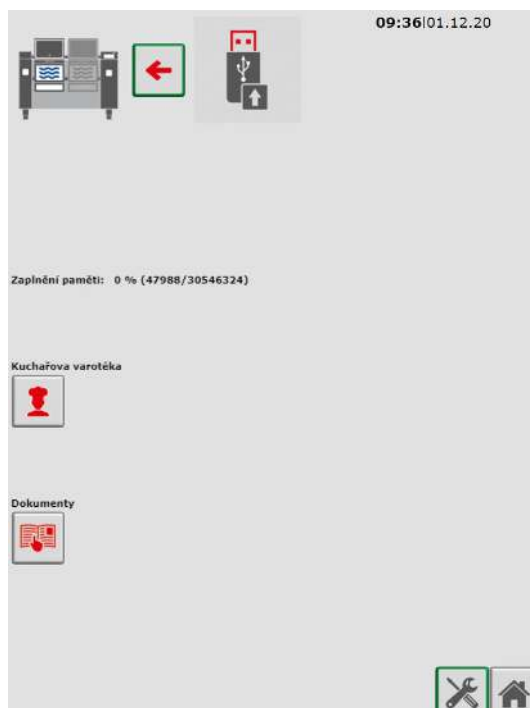 09:36|01.12.20
Zaplnění paměti: 0 % (47988/30546324)
Kuchařova varotéka
Dokumenty